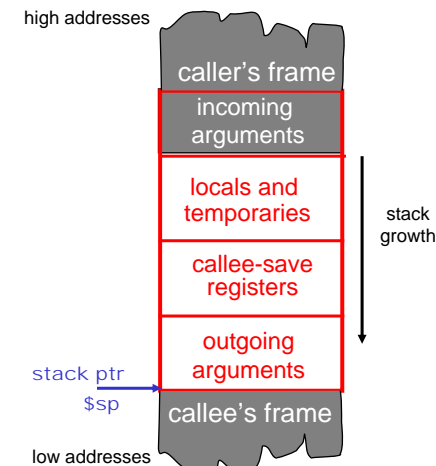 high addresses
caller's frame
incoming
arguments
locals and
temporaries
stack
growth
callee-save
registers
outgoing
arguments
stack ptr
$sp
callee's frame
low addresses